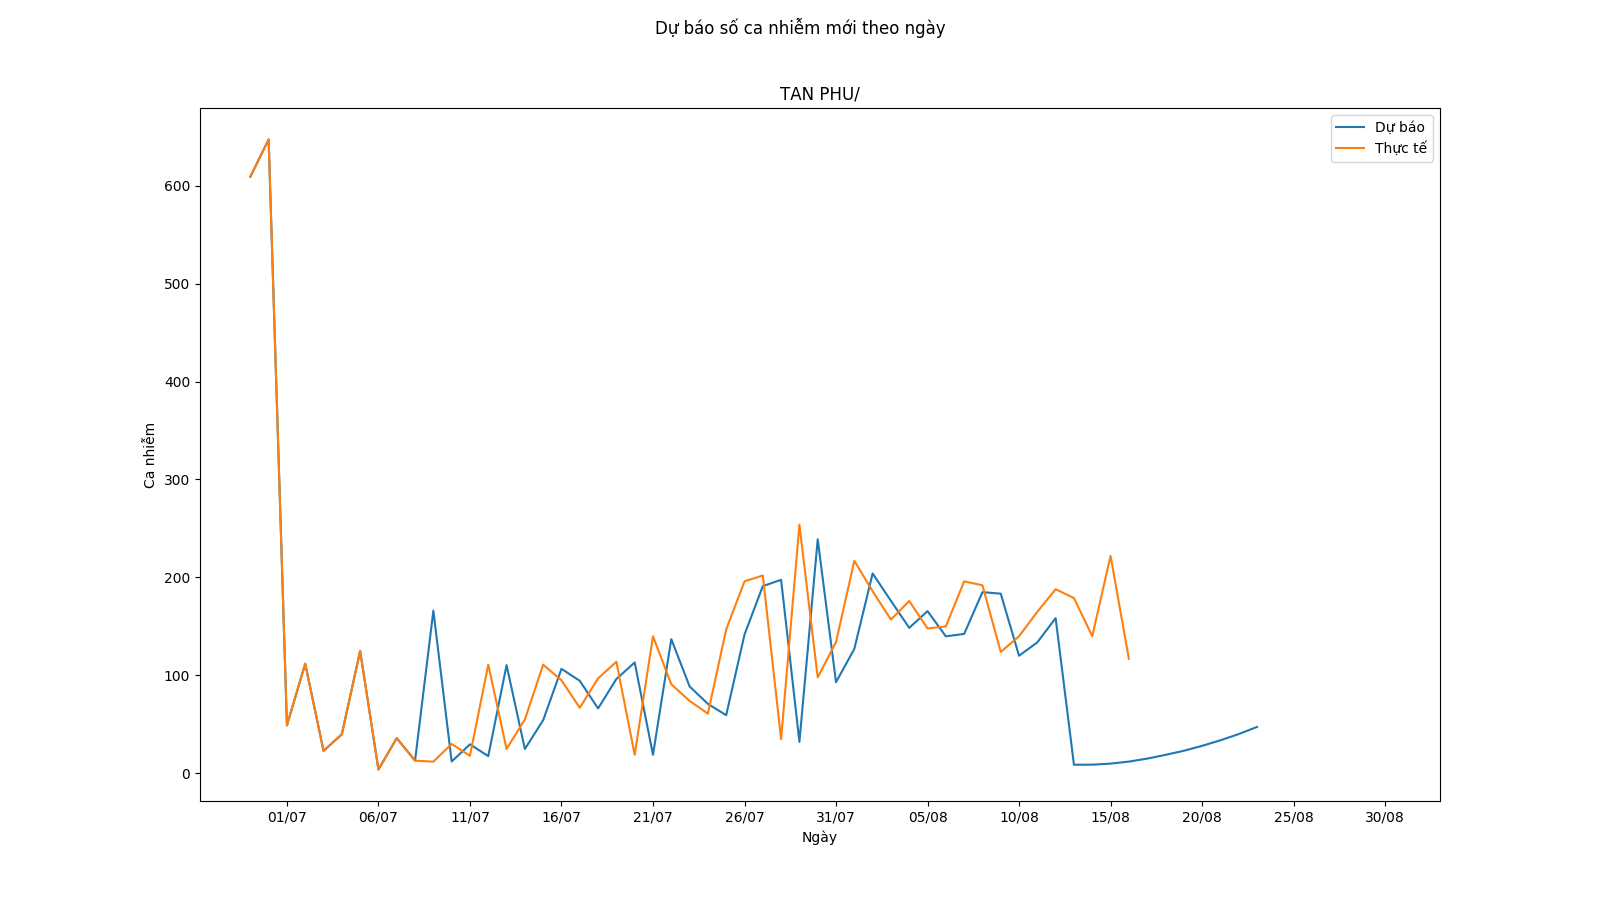 Dự báo số ca nhiễm mới theo ngày
TAN PHU/
Dự báo
Thực tế
600
500
400
300
200
100
0
Ca nhiễm
01/07 06/07 11/07 16/07 21/07 26/07 31/07 05/08 10/08 15/08 20/08 25/08 30/08
Ngày